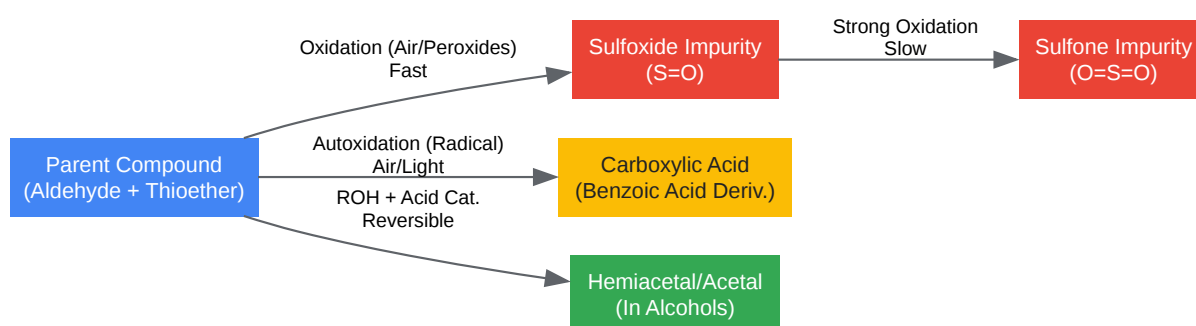 Oxidation (Air/Peroxides)
Fast
Sulfoxide Impurity
(S=O)
Strong Oxidation
Slow
Sulfone Impurity
(O=S=O)
Parent Compound
(Aldehyde + Thioether)
Autoxidation (Radical)
Air/Light
Carboxylic Acid
(Benzoic Acid Deriv.)
ROH + Acid Cat.
Reversible
Hemiacetal/Acetal
(In Alcohols)